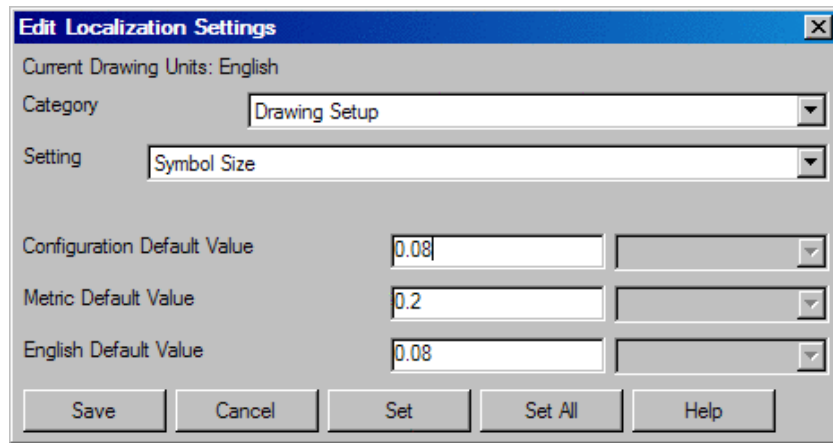 Edit Localization Settings
Current Drawing Units: English
Category Drawing Setup
Setting Symbol Size
Configuration Default Value 0.08
Metric Default Value 0.2
English Default Value 0.08
Save Cancel Set Set All Help